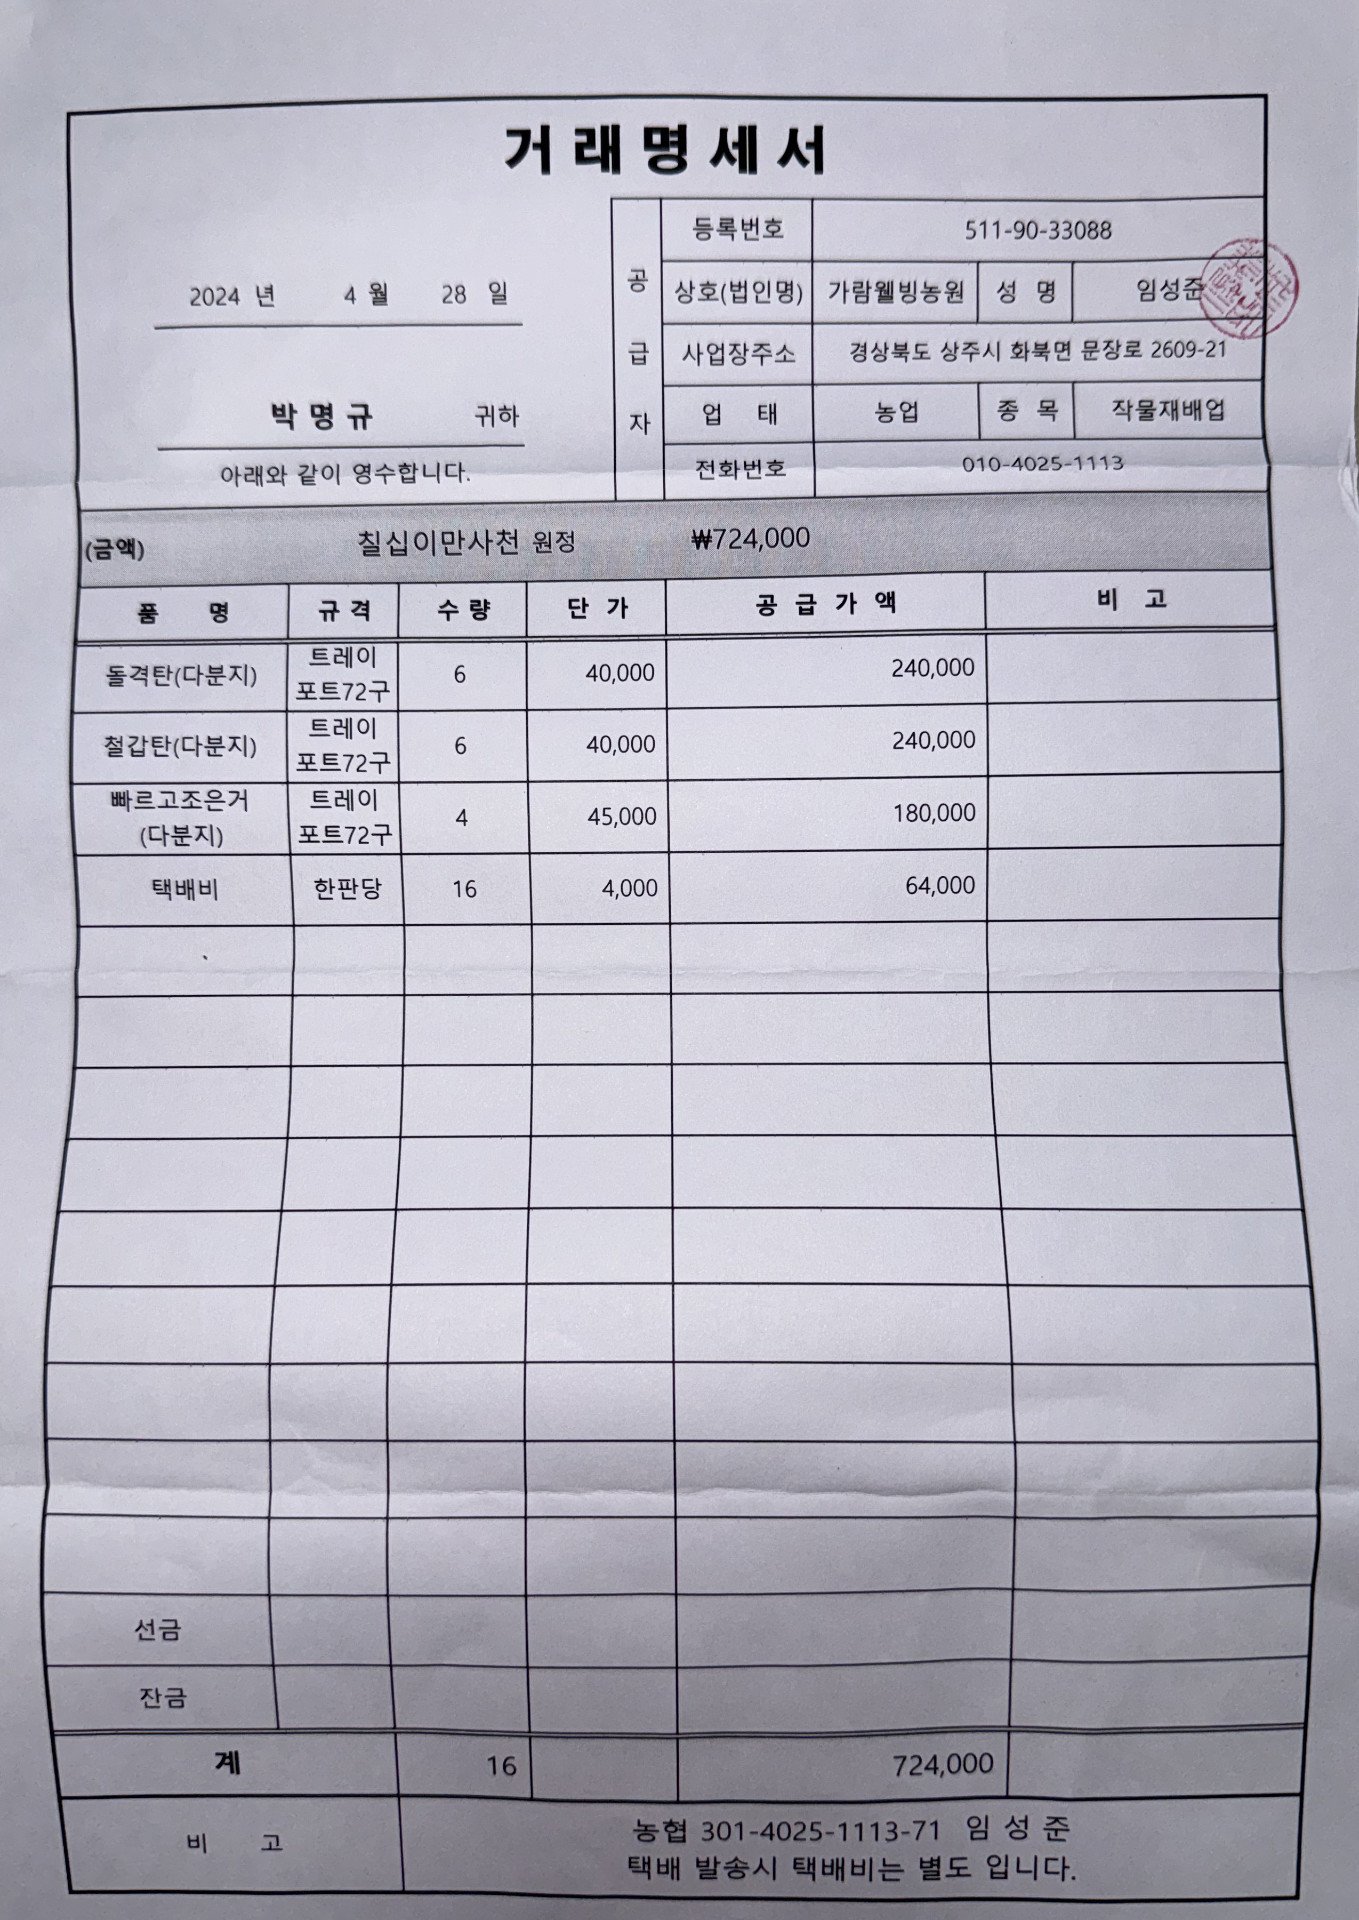 거래명세서
2024 년 4 월 28 일
박명규 귀하
아래와 같이 영수합니다.
공급자
등록번호 511-90-33088
상호(법인명) 가람웰빙농원 성 명 임성준
사업장주소 경상북도 상주시 화북면 문장로 2609-21
업 태 농업 종 목 작물재배업
전화번호 010-4025-1113
(금액) 칠십이만사천 원정 ₩724,000
품 명 규격 수량 단 가 공 급 가 액 비 고
돌격탄(다분지) 트레이 포트72구 6 40,000 240,000
철갑탄(다분지) 트레이 포트72구 6 40,000 240,000
빠르고조은거 (다분지) 트레이 포트72구 4 45,000 180,000
택배비 한판당 16 4,000 64,000
선금
잔금
계 16 724,000
비 고
농협 301-4025-1113-71 임 성 준
택배 발송시 택배비는 별도 입니다.